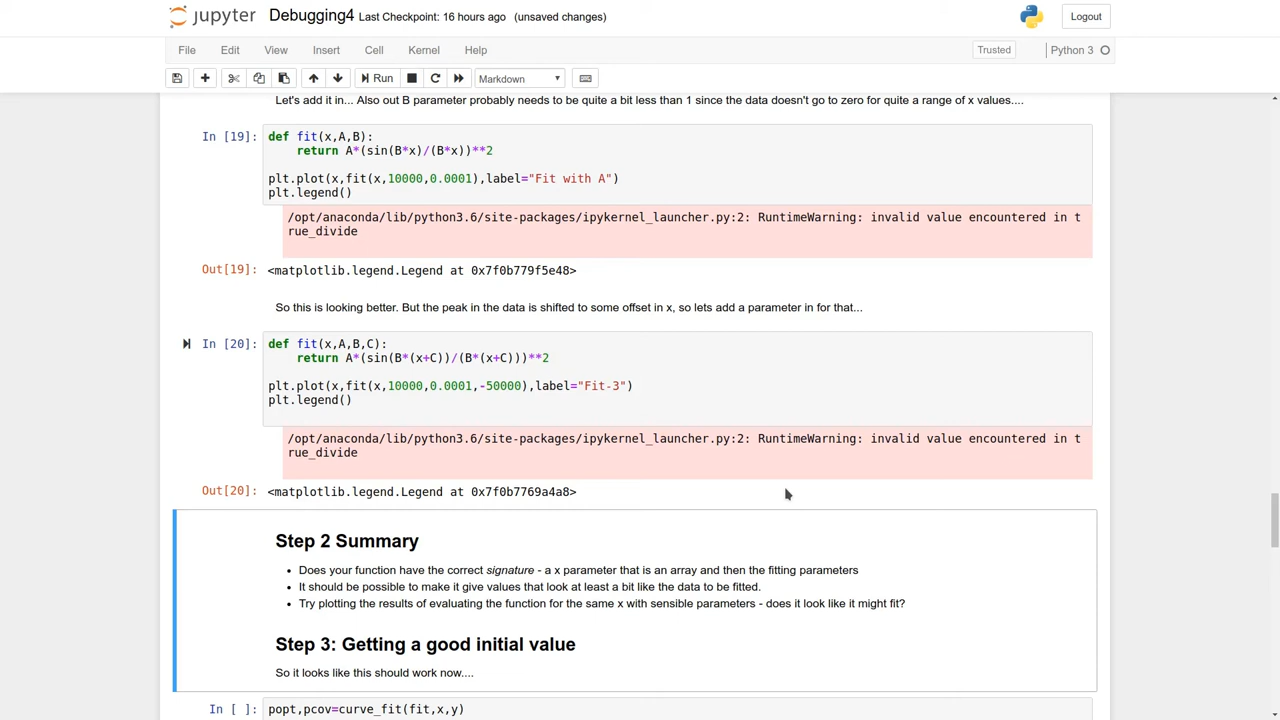 jupyter Debugging4 Last Checkpoint: 16 hours ago (unsaved changes) Logout
File Edit View Insert Cell Kernel Help Trusted Python 3
Run Markdown
Let's add it in... Also out B parameter probably needs to be quite a bit less than 1 since the data doesn't go to zero for quite a range of x values....
In [19]: def fit(x,A,B):
return A*(sin(B*x)/(B*x))**2
plt.plot(x,fit(x,10000,0.0001),label="Fit with A")
plt.legend()
/opt/anaconda/lib/python3.6/site-packages/ipykernel_launcher.py:2: RuntimeWarning: invalid value encountered in t
rue_divide
Out[19]: <matplotlib.legend.Legend at 0x7f0b779f5e48>
So this is looking better. But the peak in the data is shifted to some offset in x, so lets add a parameter in for that...
In [20]: def fit(x,A,B,C):
return A*(sin(B*(x+C))/(B*(x+C)))**2
plt.plot(x,fit(x,10000,0.0001,-50000),label="Fit-3")
plt.legend()
/opt/anaconda/lib/python3.6/site-packages/ipykernel_launcher.py:2: RuntimeWarning: invalid value encountered in t
rue_divide
Out[20]: <matplotlib.legend.Legend at 0x7f0b7769a4a8>
Step 2 Summary
• Does your function have the correct signature - a x parameter that is an array and then the fitting parameters
• It should be possible to make it give values that look at least a bit like the data to be fitted.
• Try plotting the results of evaluating the function for the same x with sensible parameters - does it look like it might fit?
Step 3: Getting a good initial value
So it looks like this should work now....
In [ ]: popt,pcov=curve_fit(fit,x,y)